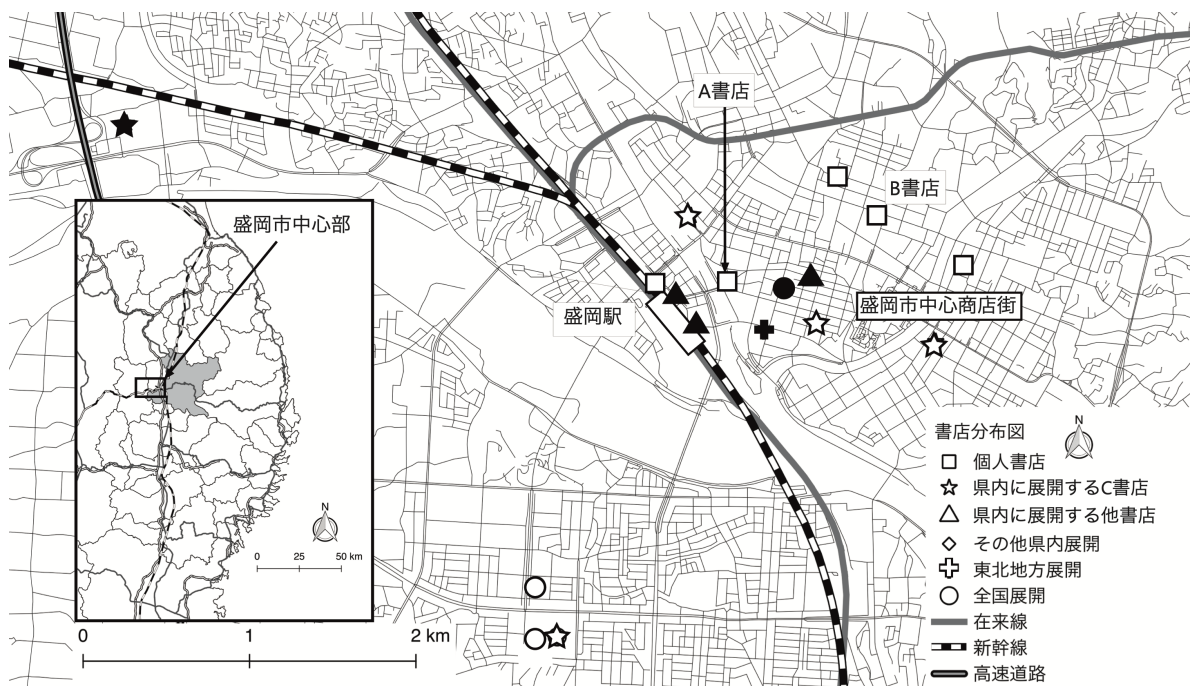 A書店
B書店
盛岡市中心部
盛岡駅
盛岡市中心商店街
N
0 25 50 km
0 1 2 km
書店分布図
N
個人書店
県内に展開するC書店
県内に展開する他書店
その他県内展開
東北地方展開
全国展開
在来線
新幹線
高速道路